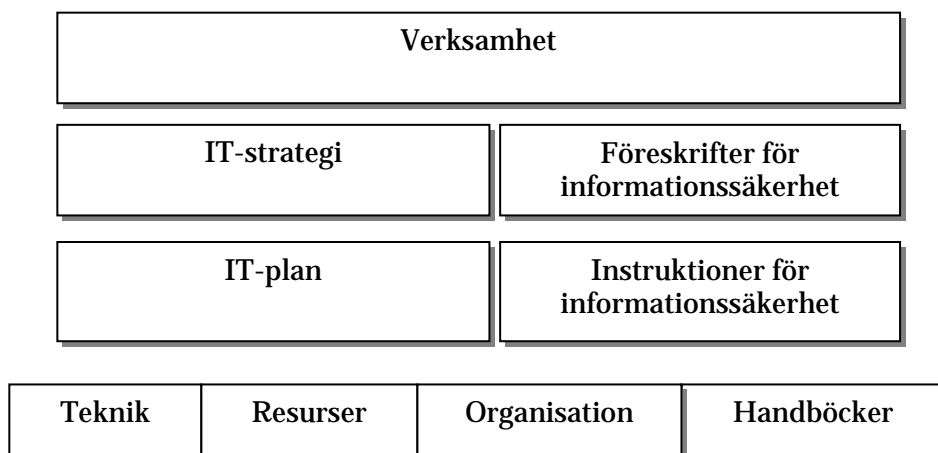 Verksamhet
IT-strategi
Föreskrifter för
informationssäkerhet
IT-plan
Instruktioner för
informationssäkerhet
Teknik
Resurser
Organisation
Handböcker